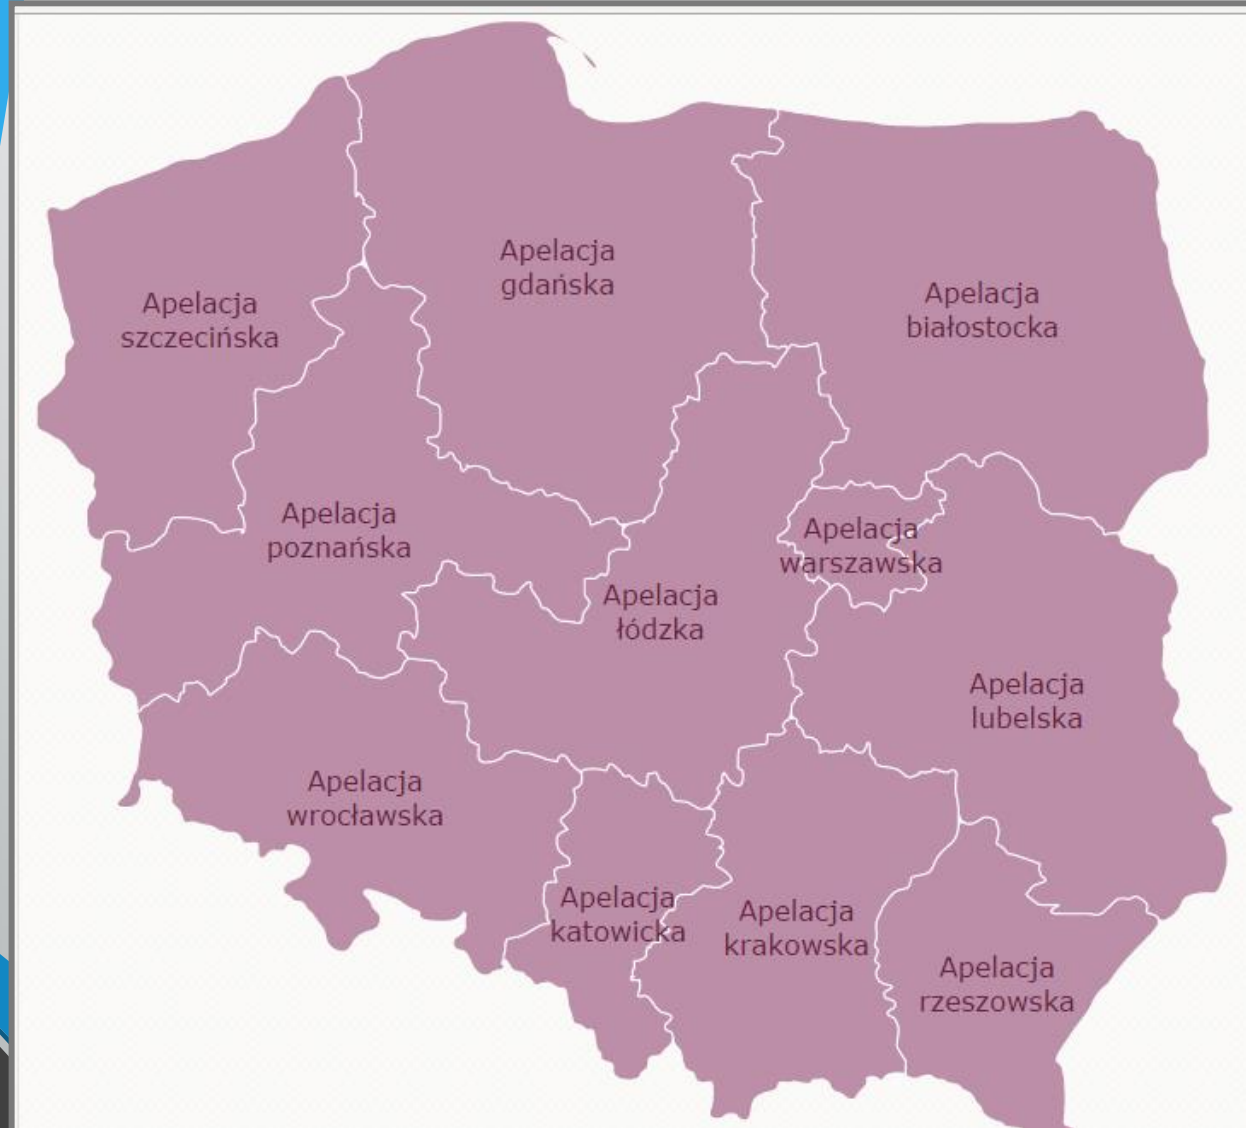 Apelacja
gdańska
Apelacja
szczecińska
Apelacja
białostocka
Apelacja
poznańska
Apelacja
warszawska
Apelacja
łódzka
Apelacja
lubelska
Apelacja
wrocławska
Apelacja
katowicka
Apelacja
krakowska
Apelacja
rzeszowska